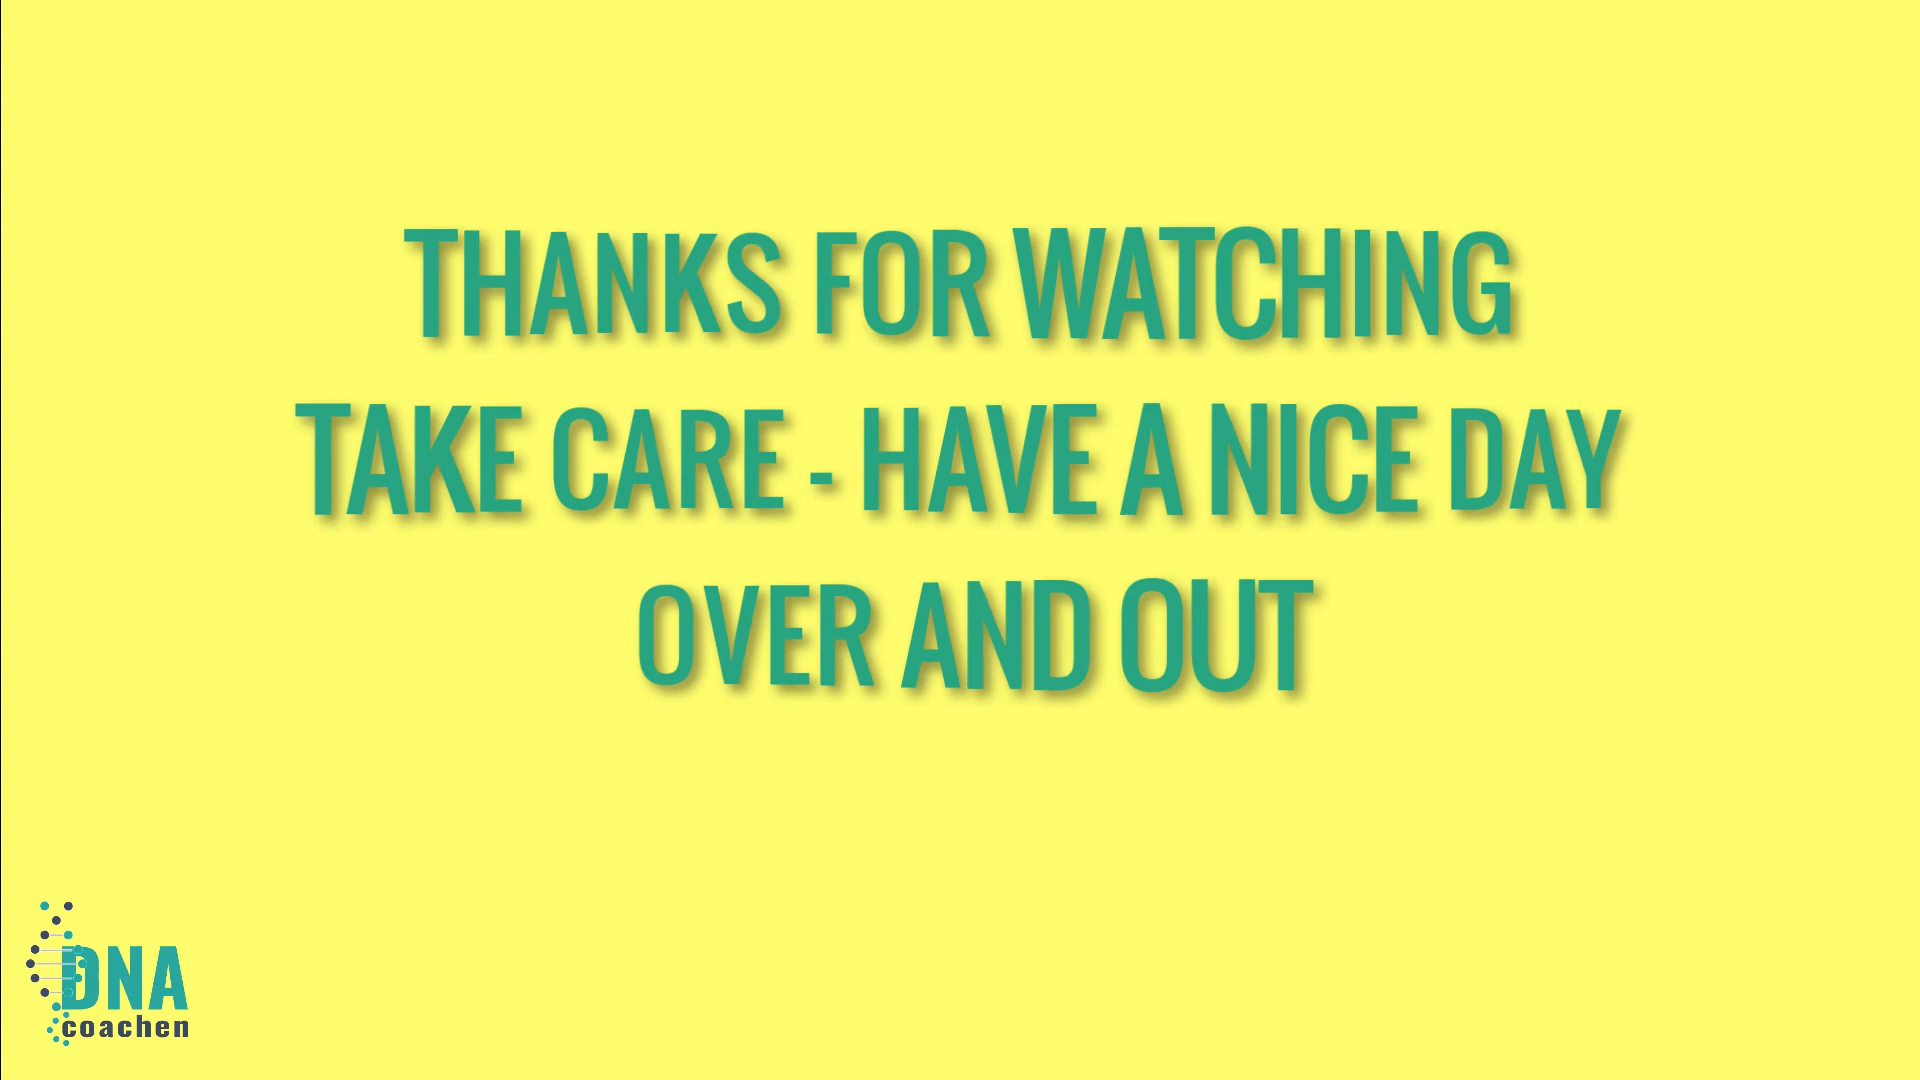 THANKS FOR WATCHING
TAKE CARE - HAVE A NICE DAY
OVER AND OUT
DNA
coachen